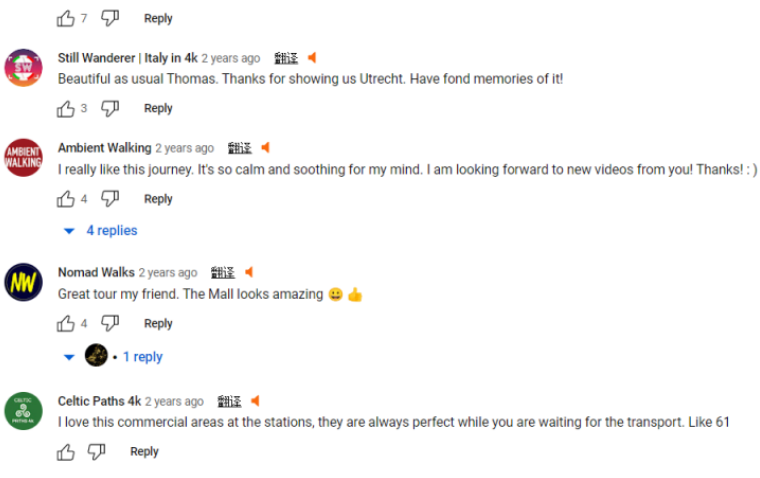 7 Reply
Still Wanderer | Italy in 4k 2 years ago 翻译
Beautiful as usual Thomas. Thanks for showing us Utrecht. Have fond memories of it!
3 Reply
AMBIENT
WALKING
Ambient Walking 2 years ago 翻译
I really like this journey. It's so calm and soothing for my mind. I am looking forward to new videos from you! Thanks! : )
4 Reply
4 replies
NW
Nomad Walks 2 years ago 翻译
Great tour my friend. The Mall looks amazing 😀 👍
4 Reply
• 1 reply
CELTIC
PATHS 4K
Celtic Paths 4k 2 years ago 翻译
I love this commercial areas at the stations, they are always perfect while you are waiting for the transport. Like 61
Reply